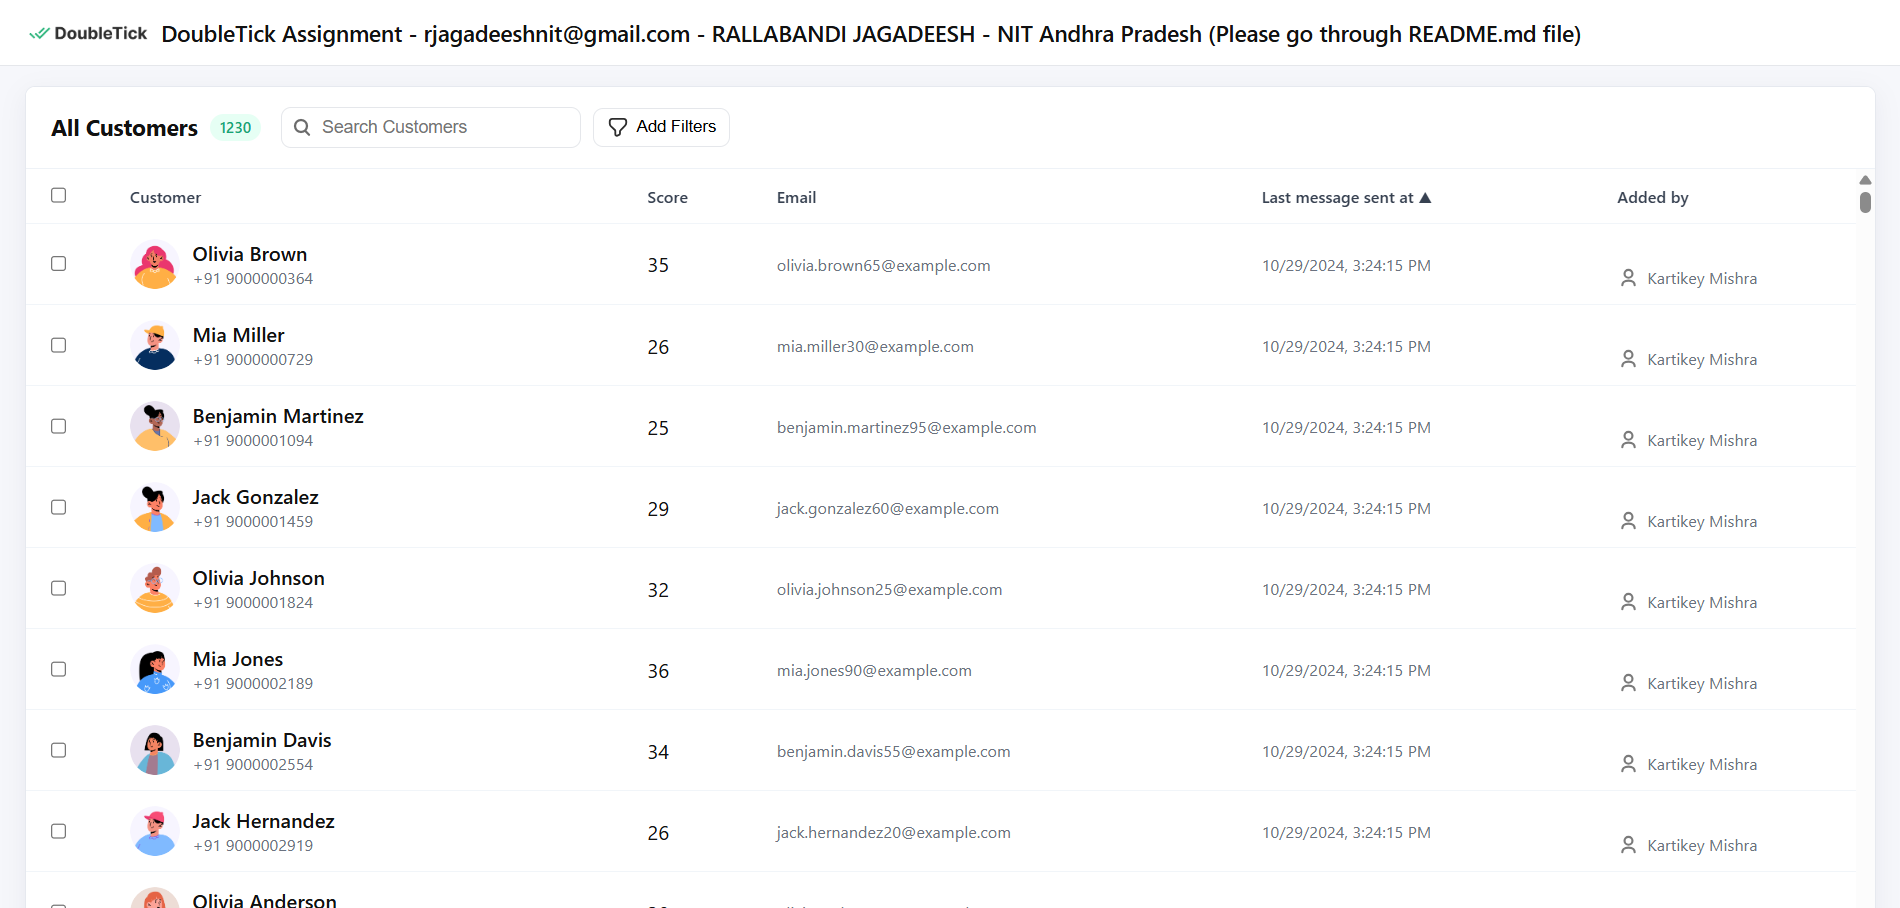 DoubleTick DoubleTick Assignment - rjagadeeshnit@gmail.com - RALLABANDI JAGADEESH - NIT Andhra Pradesh (Please go through README.md file)
All Customers 1230 Search Customers Add Filters
Customer Score Email Last message sent at ▲ Added by
Olivia Brown
+91 9000000364
35 olivia.brown65@example.com 10/29/2024, 3:24:15 PM Kartikey Mishra
Mia Miller
+91 9000000729
26 mia.miller30@example.com 10/29/2024, 3:24:15 PM Kartikey Mishra
Benjamin Martinez
+91 9000001094
25 benjamin.martinez95@example.com 10/29/2024, 3:24:15 PM Kartikey Mishra
Jack Gonzalez
+91 9000001459
29 jack.gonzalez60@example.com 10/29/2024, 3:24:15 PM Kartikey Mishra
Olivia Johnson
+91 9000001824
32 olivia.johnson25@example.com 10/29/2024, 3:24:15 PM Kartikey Mishra
Mia Jones
+91 9000002189
36 mia.jones90@example.com 10/29/2024, 3:24:15 PM Kartikey Mishra
Benjamin Davis
+91 9000002554
34 benjamin.davis55@example.com 10/29/2024, 3:24:15 PM Kartikey Mishra
Jack Hernandez
+91 9000002919
26 jack.hernandez20@example.com 10/29/2024, 3:24:15 PM Kartikey Mishra
Olivia Anderson